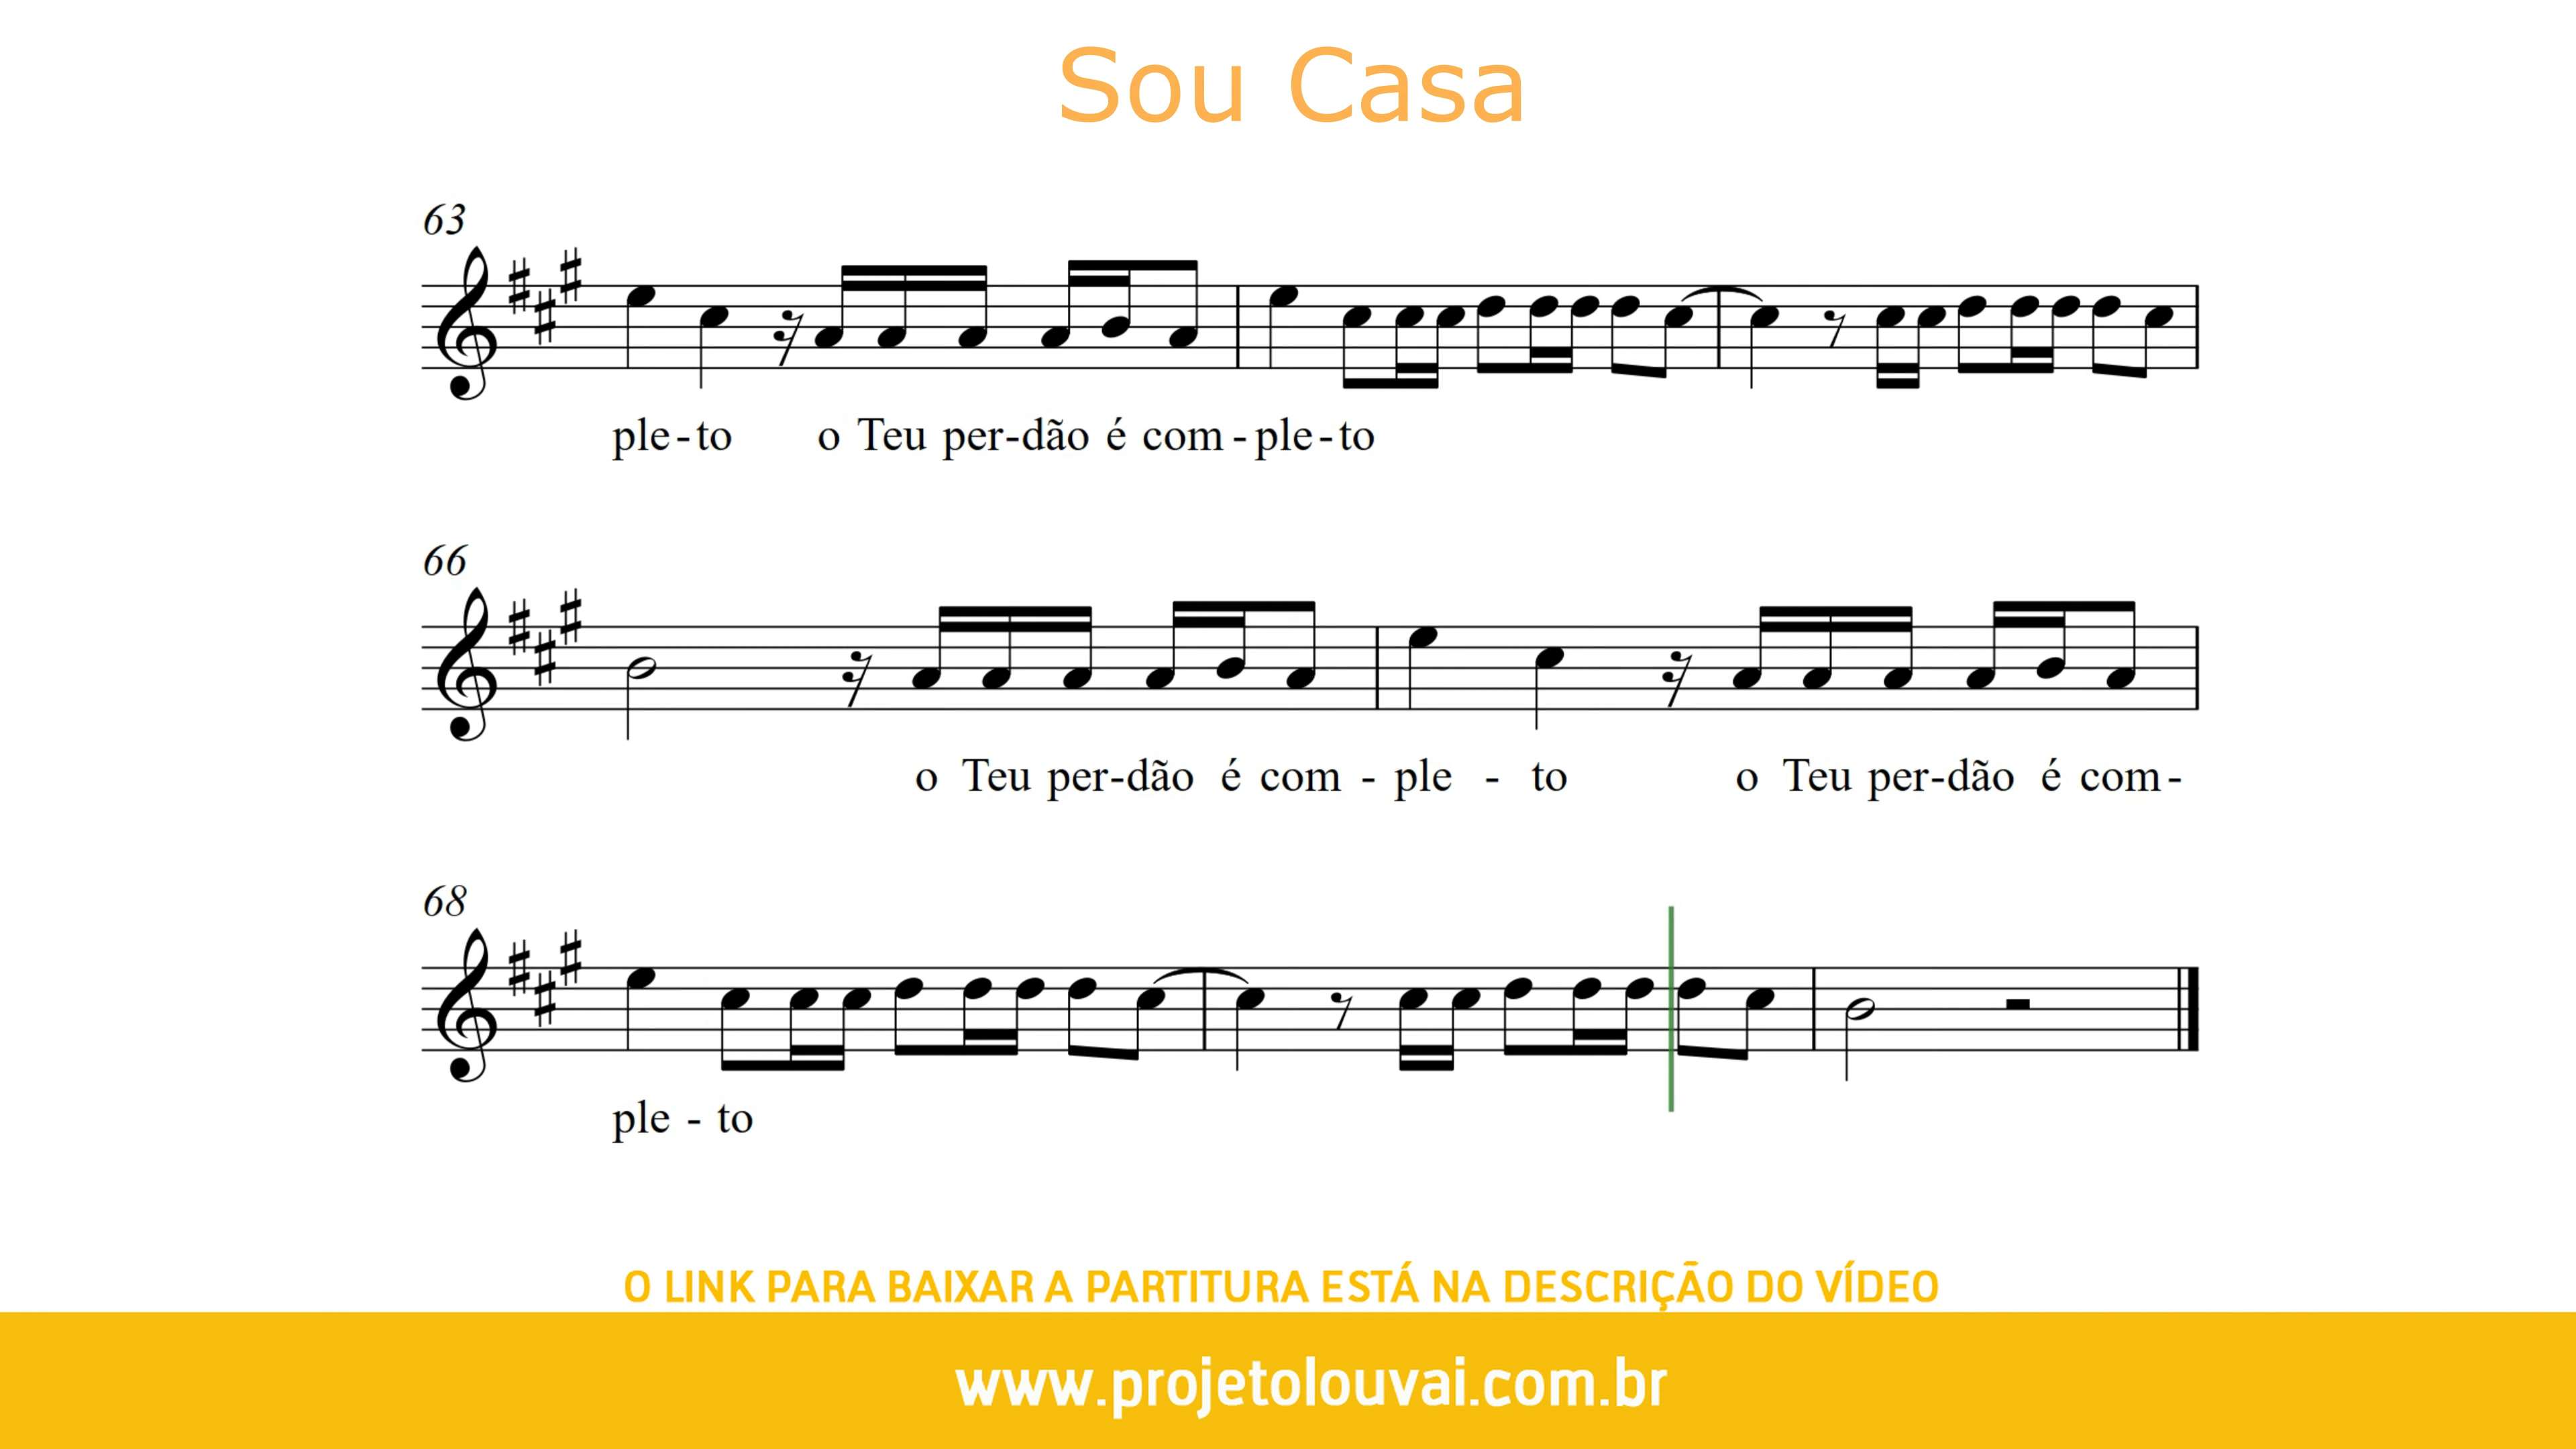 Sou Casa
63
ple-to o Teu per-dão é com-ple-to
66
o Teu per-dão é com - ple - to o Teu per-dão é com-
68
ple - to
O LINK PARA BAIXAR A PARTITURA ESTÁ NA DESCRIÇÃO DO VÍDEO
www.projetolouvai.com.br